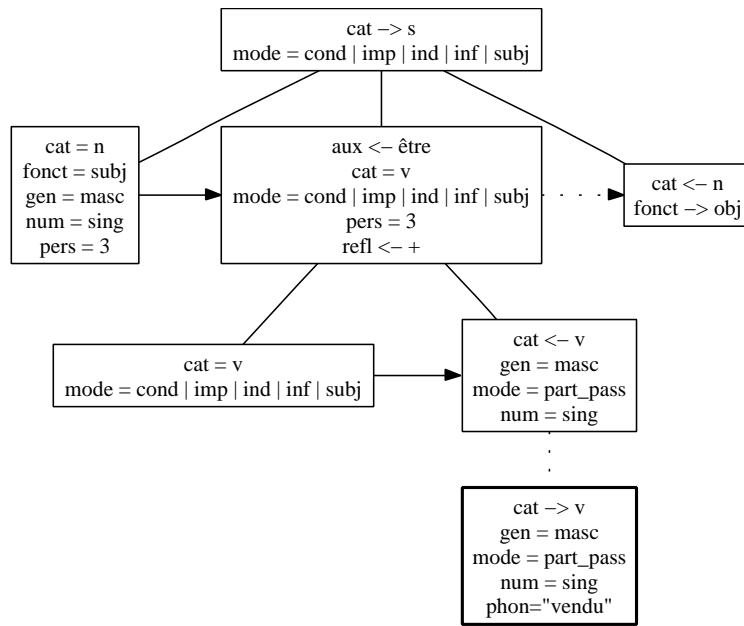 cat −> s
mode = cond | imp | ind | inf | subj
cat = n
fonct = subj
gen = masc
num = sing
pers = 3
aux <− être
cat = v
mode = cond | imp | ind | inf | subj
pers = 3
refl <− +
cat <− n
fonct −> obj
cat = v
mode = cond | imp | ind | inf | subj
cat <− v
gen = masc
mode = part_pass
num = sing
cat −> v
gen = masc
mode = part_pass
num = sing
phon="vendu"